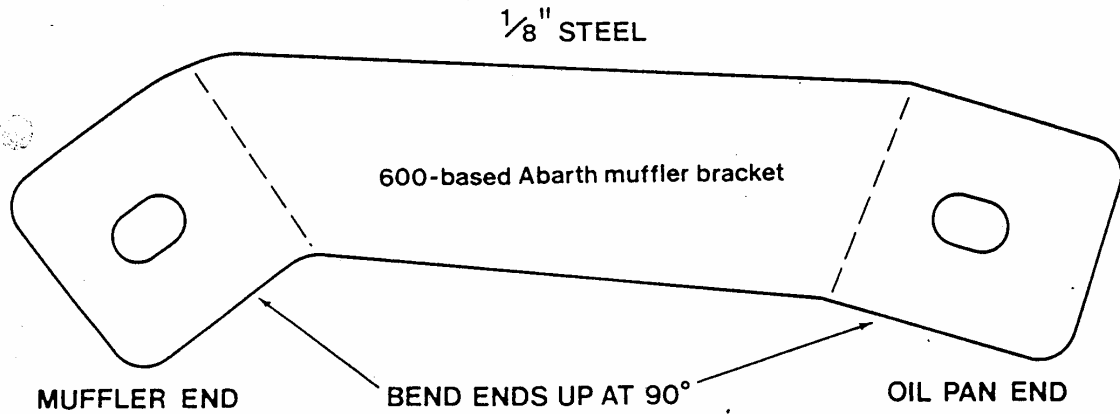 1/8" STEEL
600-based Abarth muffler bracket
MUFFLER END
BEND ENDS UP AT 90°
OIL PAN END